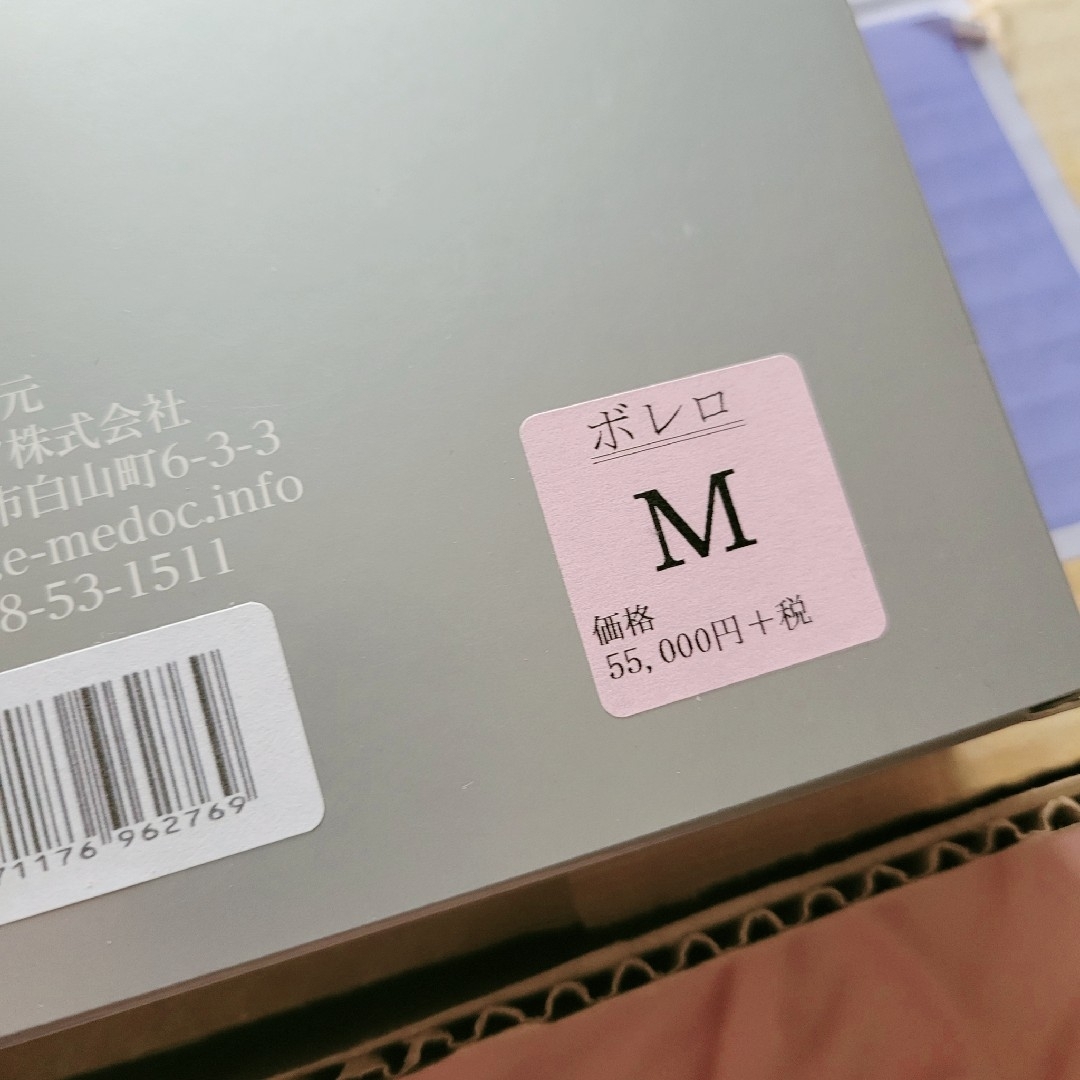 元
株式会社
市白山町6-3-3
.e-medoc.info
8-53-1511
71176 962769
ボレロ
M
価格
55,000円＋税